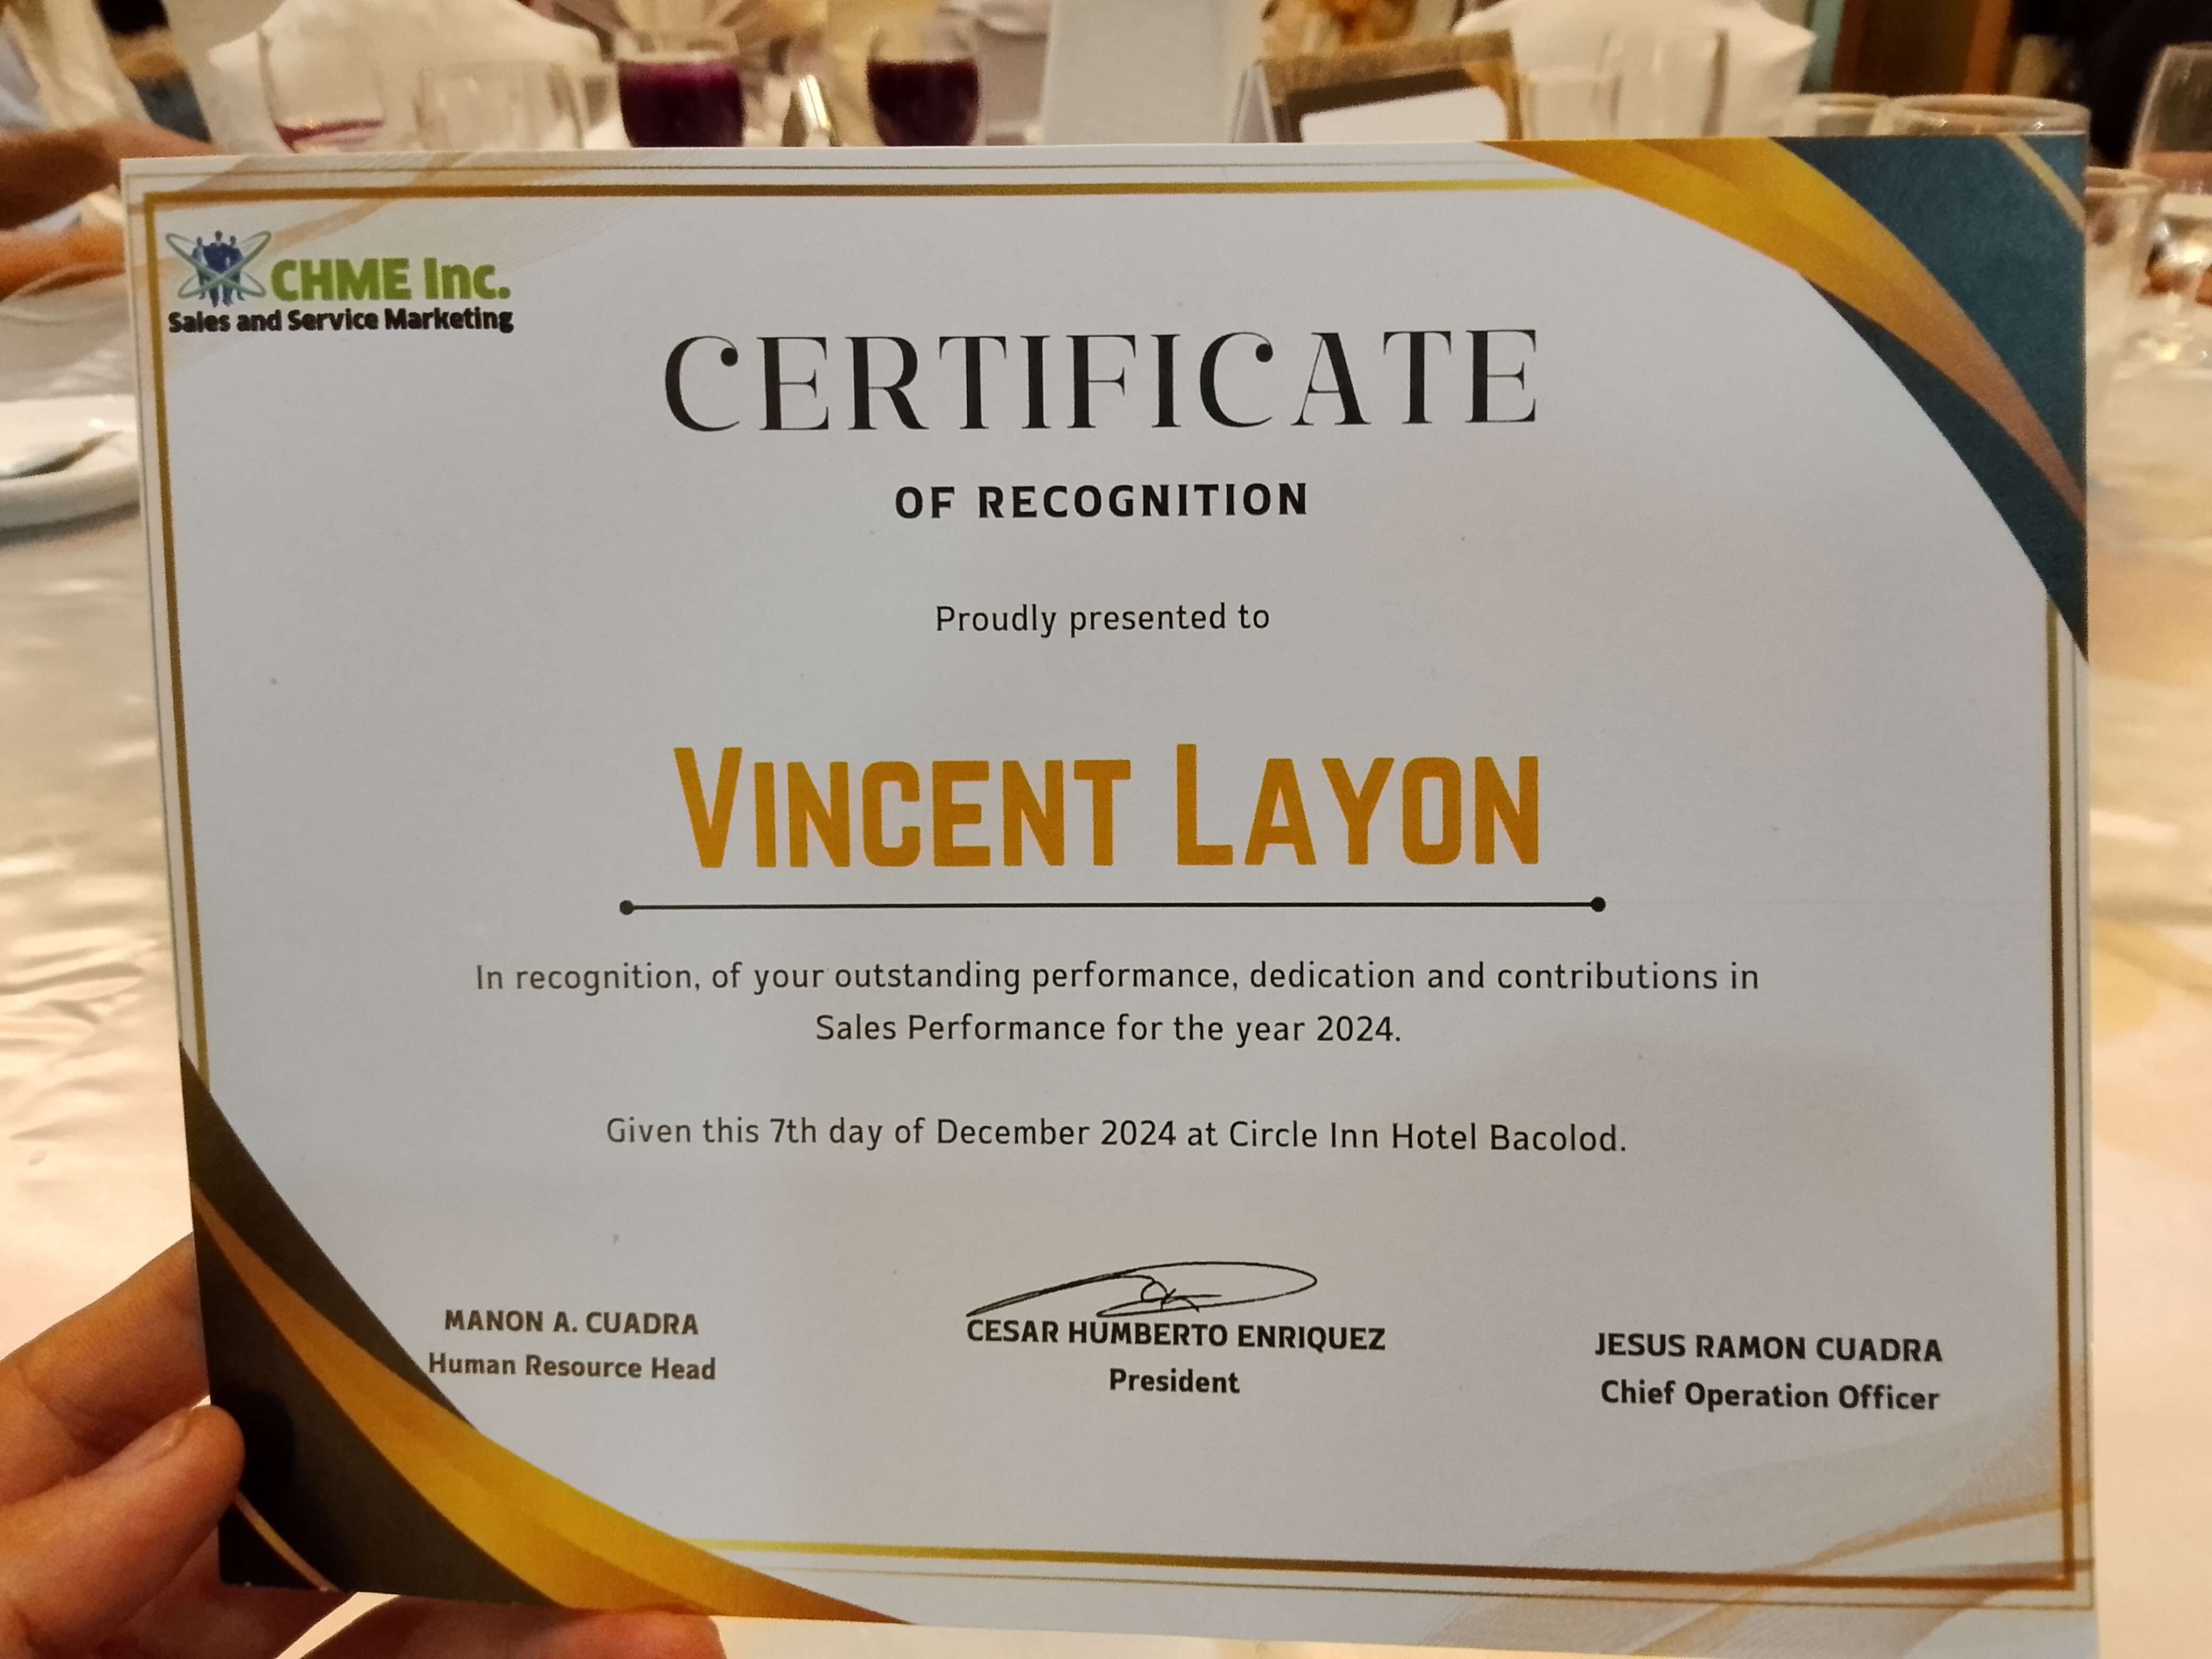 CHME Inc.
Sales and Service Marketing
CERTIFICATE
OF RECOGNITION
Proudly presented to
VINCENT LAYON
In recognition, of your outstanding performance, dedication and contributions in
Sales Performance for the year 2024.
Given this 7th day of December 2024 at Circle Inn Hotel Bacolod.
MANON A. CUADRA
Human Resource Head
CESAR HUMBERTO ENRIQUEZ
President
JESUS RAMON CUADRA
Chief Operation Officer